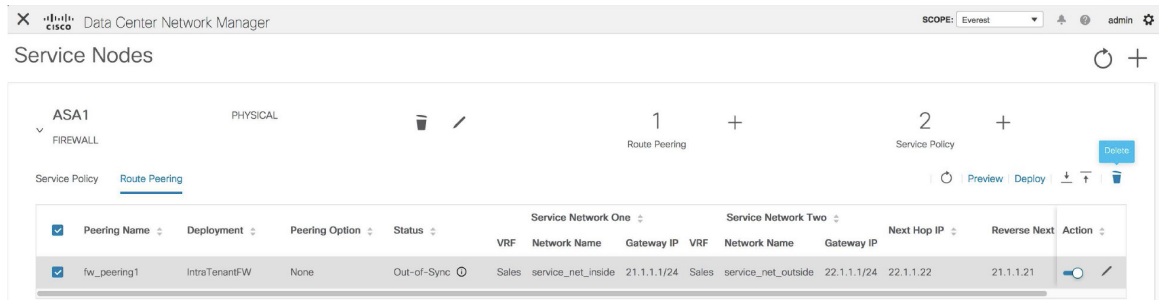 cisco Data Center Network Manager SCOPE: Everest admin
Service Nodes
ASA1 PHYSICAL 1 2
FIREWALL Route Peering Service Policy
Delete
Service Policy Route Peering Preview Deploy
Service Network One Service Network Two
Peering Name Deployment Peering Option Status Next Hop IP Reverse Next Action
VRF Network Name Gateway IP VRF Network Name Gateway IP
fw_peering1 IntraTenantFW None Out-of-Sync Sales service_net_inside 21.1.1.1/24 Sales service_net_outside 22.1.1.1/24 22.1.1.22 21.1.1.21